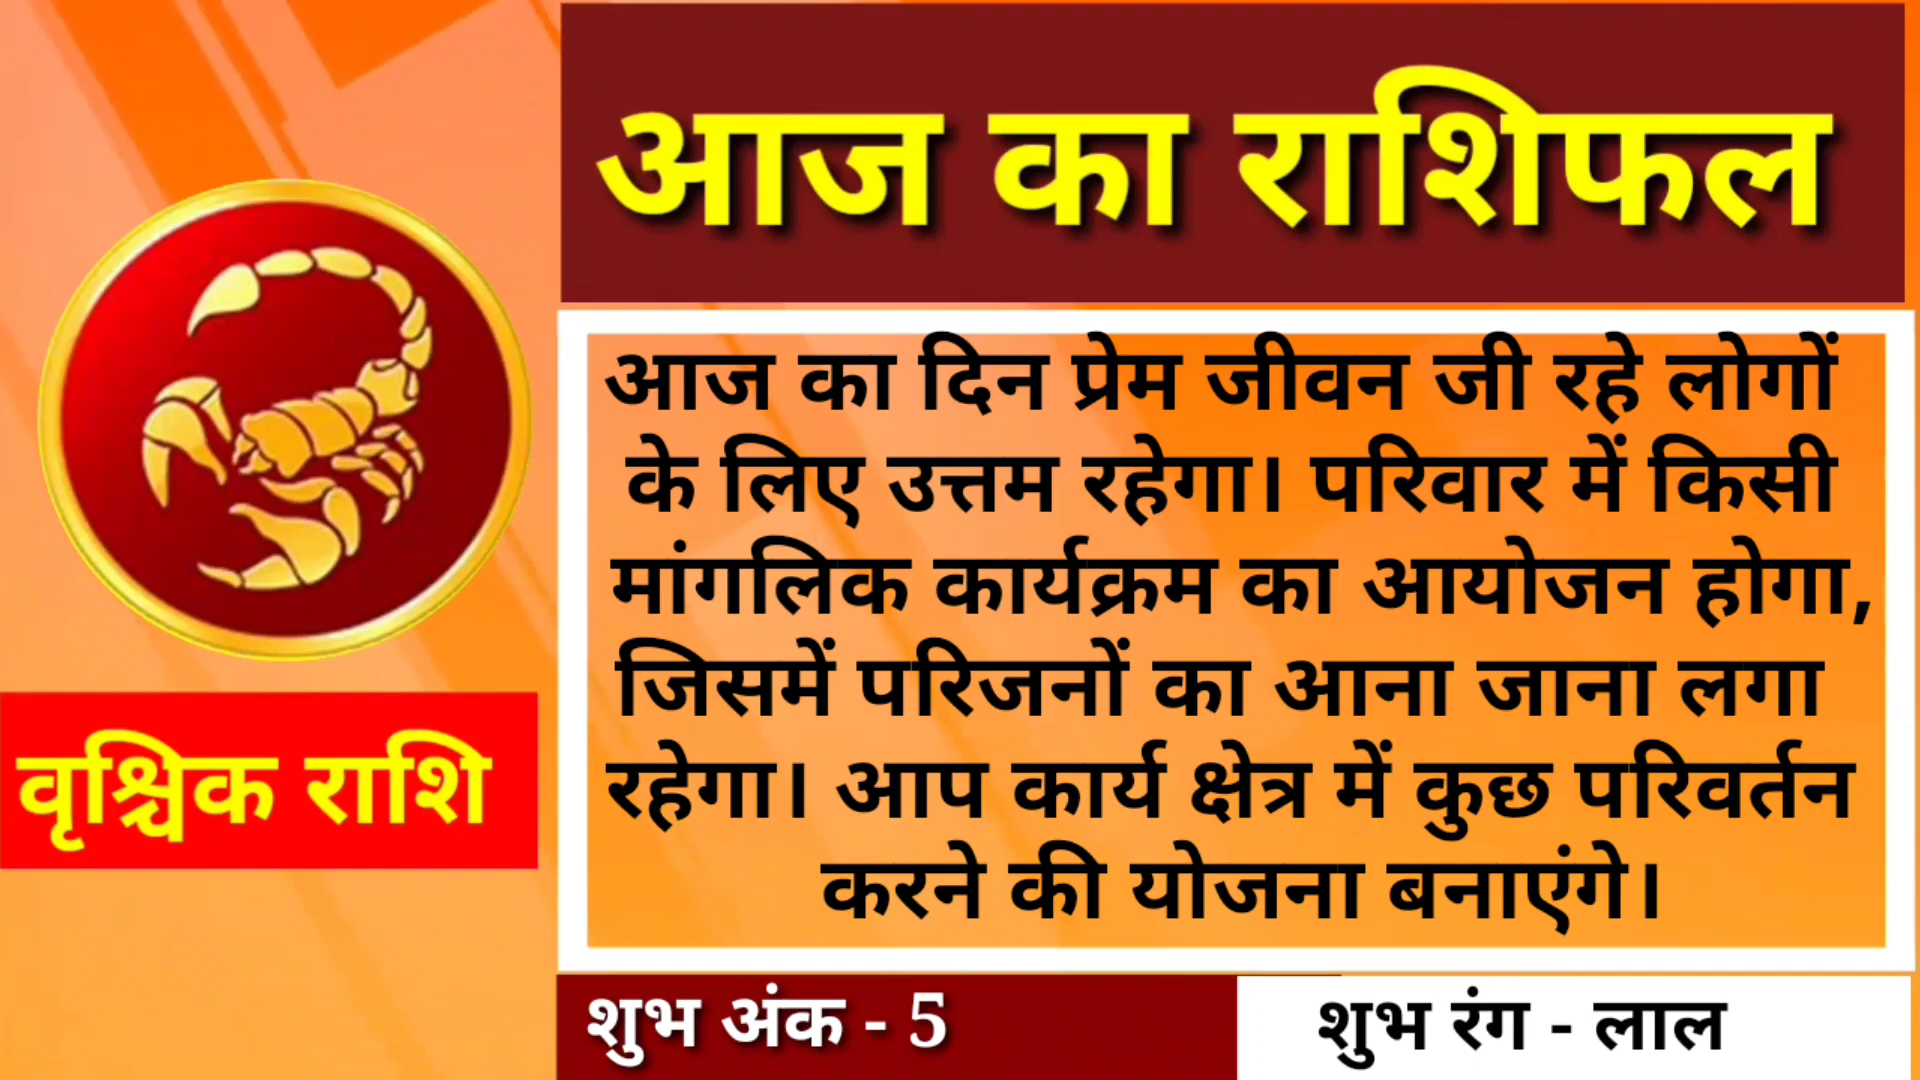 आज का राशिफल
आज का दिन प्रेम जीवन जी रहे लोगों
के लिए उत्तम रहेगा। परिवार में किसी
मांगलिक कार्यक्रम का आयोजन होगा,
जिसमें परिजनों का आना जाना लगा
रहेगा। आप कार्य क्षेत्र में कुछ परिवर्तन
करने की योजना बनाएंगे।
वृश्चिक राशि
शुभ अंक - 5
शुभ रंग - लाल